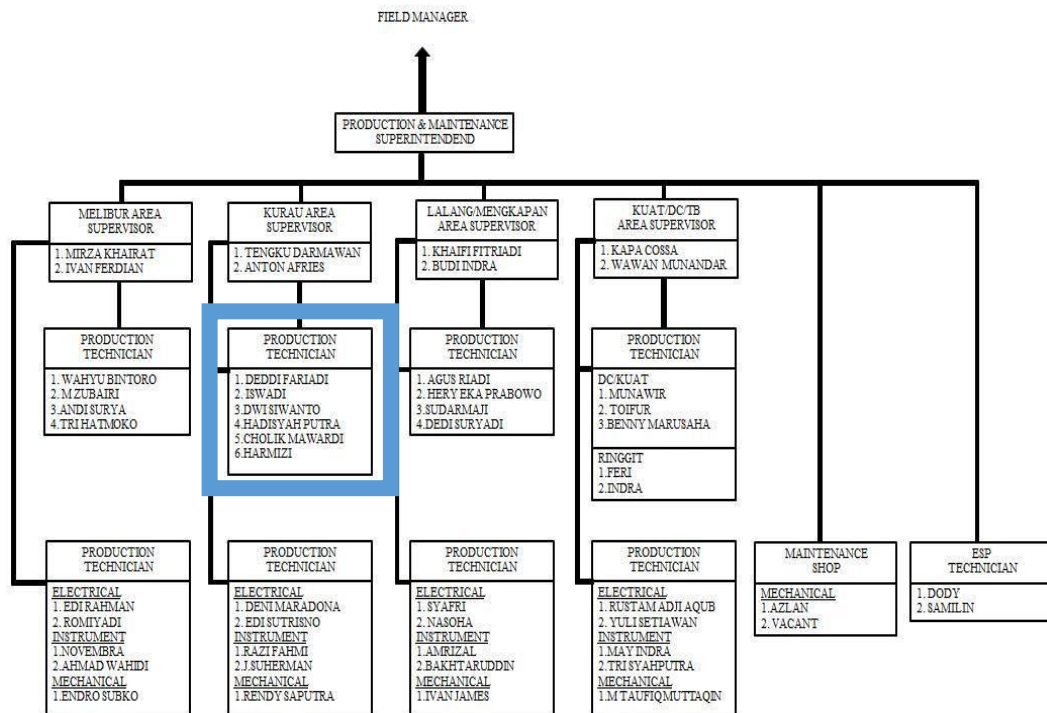 FIELD MANAGER
PRODUCTION & MAINTENANCE
SUPERINTENDEND
MELIBUR AREA
SUPERVISOR
1. MIRZA KHAIRAT
2. IVAN FERDIAN
KURAU AREA
SUPERVISOR
1. TENGKU DARMAWAN
2. ANTON AFRIES
LALANG/MENGKAPAN
AREA SUPERVISOR
1. KHAIFI FITRIADI
2. BUDI INDRA
KUAT/DC/TB
AREA SUPERVISOR
1. KAPA COSSA
2. WAWAN MUNANDAR
PRODUCTION
TECHNICIAN
1. WAHYU BINTORO
2. M ZUBAIRI
3. ANDI SURYA
4. TRI HATMOKO
PRODUCTION
TECHNICIAN
1. DEDDI FARIADI
2. ISWADI
3. DWI SIWANTO
4. HADISYAH PUTRA
5. CHOLIK MAWARDI
6. HARMIZI
PRODUCTION
TECHNICIAN
1. AGUS RIADI
2. HERY EKA PRABOWO
3. SUDARMAJI
4. DEDI SURYADI
PRODUCTION
TECHNICIAN
DC/KUAT
1. MUNAWIR
2. TOIFUR
3. BENNY MARUSAHA
RINGGIT
1. FERI
2. INDRA
PRODUCTION
TECHNICIAN
ELECTRICAL
1. EDI RAHMAN
2. ROMIYADI
INSTRUMENT
1. NOVEMBRA
2. AHMAD WAHIDI
MECHANICAL
1. ENDRO SUBKO
PRODUCTION
TECHNICIAN
ELECTRICAL
1. DENI MARADONA
2. EDI SUTRISNO
INSTRUMENT
1. RAZI FAHMI
2. J.SUHERMAN
MECHANICAL
1. RENDY SAPUTRA
PRODUCTION
TECHNICIAN
ELECTRICAL
1. SYAFRI
2. NASOHA
INSTRUMENT
1. AMRIZAL
2. BAKHTARUDDIN
MECHANICAL
1. IVAN JAMES
PRODUCTION
TECHNICIAN
ELECTRICAL
1. RUSTAM ADJI AQUB
2. YULI SETIAWAN
INSTRUMENT
1. MAY INDRA
2. TRI SYAHPUTRA
MECHANICAL
1. M TAUFIQ MUTTAQIN
MAINTENANCE
SHOP
MECHANICAL
1. AZLAN
2. VACANT
ESP
TECHNICIAN
1. DODY
2. SAMILIN